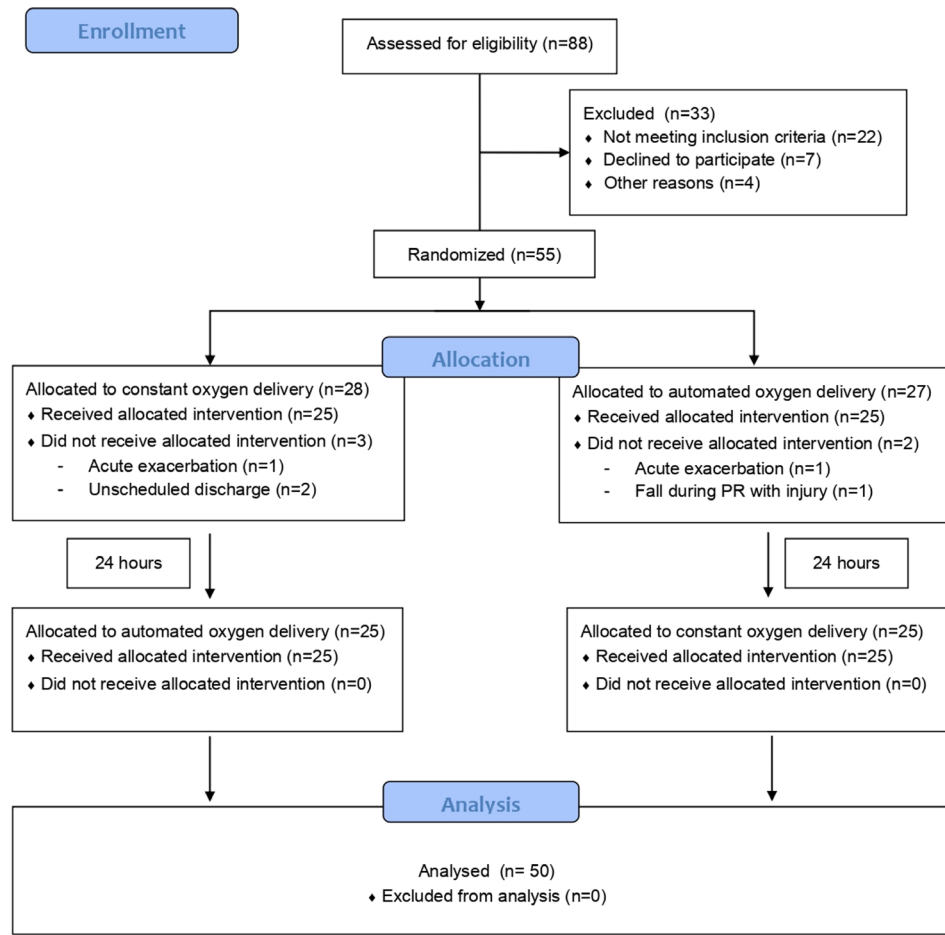 Enrollment
Assessed for eligibility (n=88)
Excluded (n=33)
♦ Not meeting inclusion criteria (n=22)
♦ Declined to participate (n=7)
♦ Other reasons (n=4)
Randomized (n=55)
Allocation
Allocated to constant oxygen delivery (n=28)
♦ Received allocated intervention (n=25)
♦ Did not receive allocated intervention (n=3)
- Acute exacerbation (n=1)
- Unscheduled discharge (n=2)
Allocated to automated oxygen delivery (n=27)
♦ Received allocated intervention (n=25)
♦ Did not receive allocated intervention (n=2)
- Acute exacerbation (n=1)
- Fall during PR with injury (n=1)
24 hours
24 hours
Allocated to automated oxygen delivery (n=25)
♦ Received allocated intervention (n=25)
♦ Did not receive allocated intervention (n=0)
Allocated to constant oxygen delivery (n=25)
♦ Received allocated intervention (n=25)
♦ Did not receive allocated intervention (n=0)
Analysis
Analysed (n= 50)
♦ Excluded from analysis (n=0)